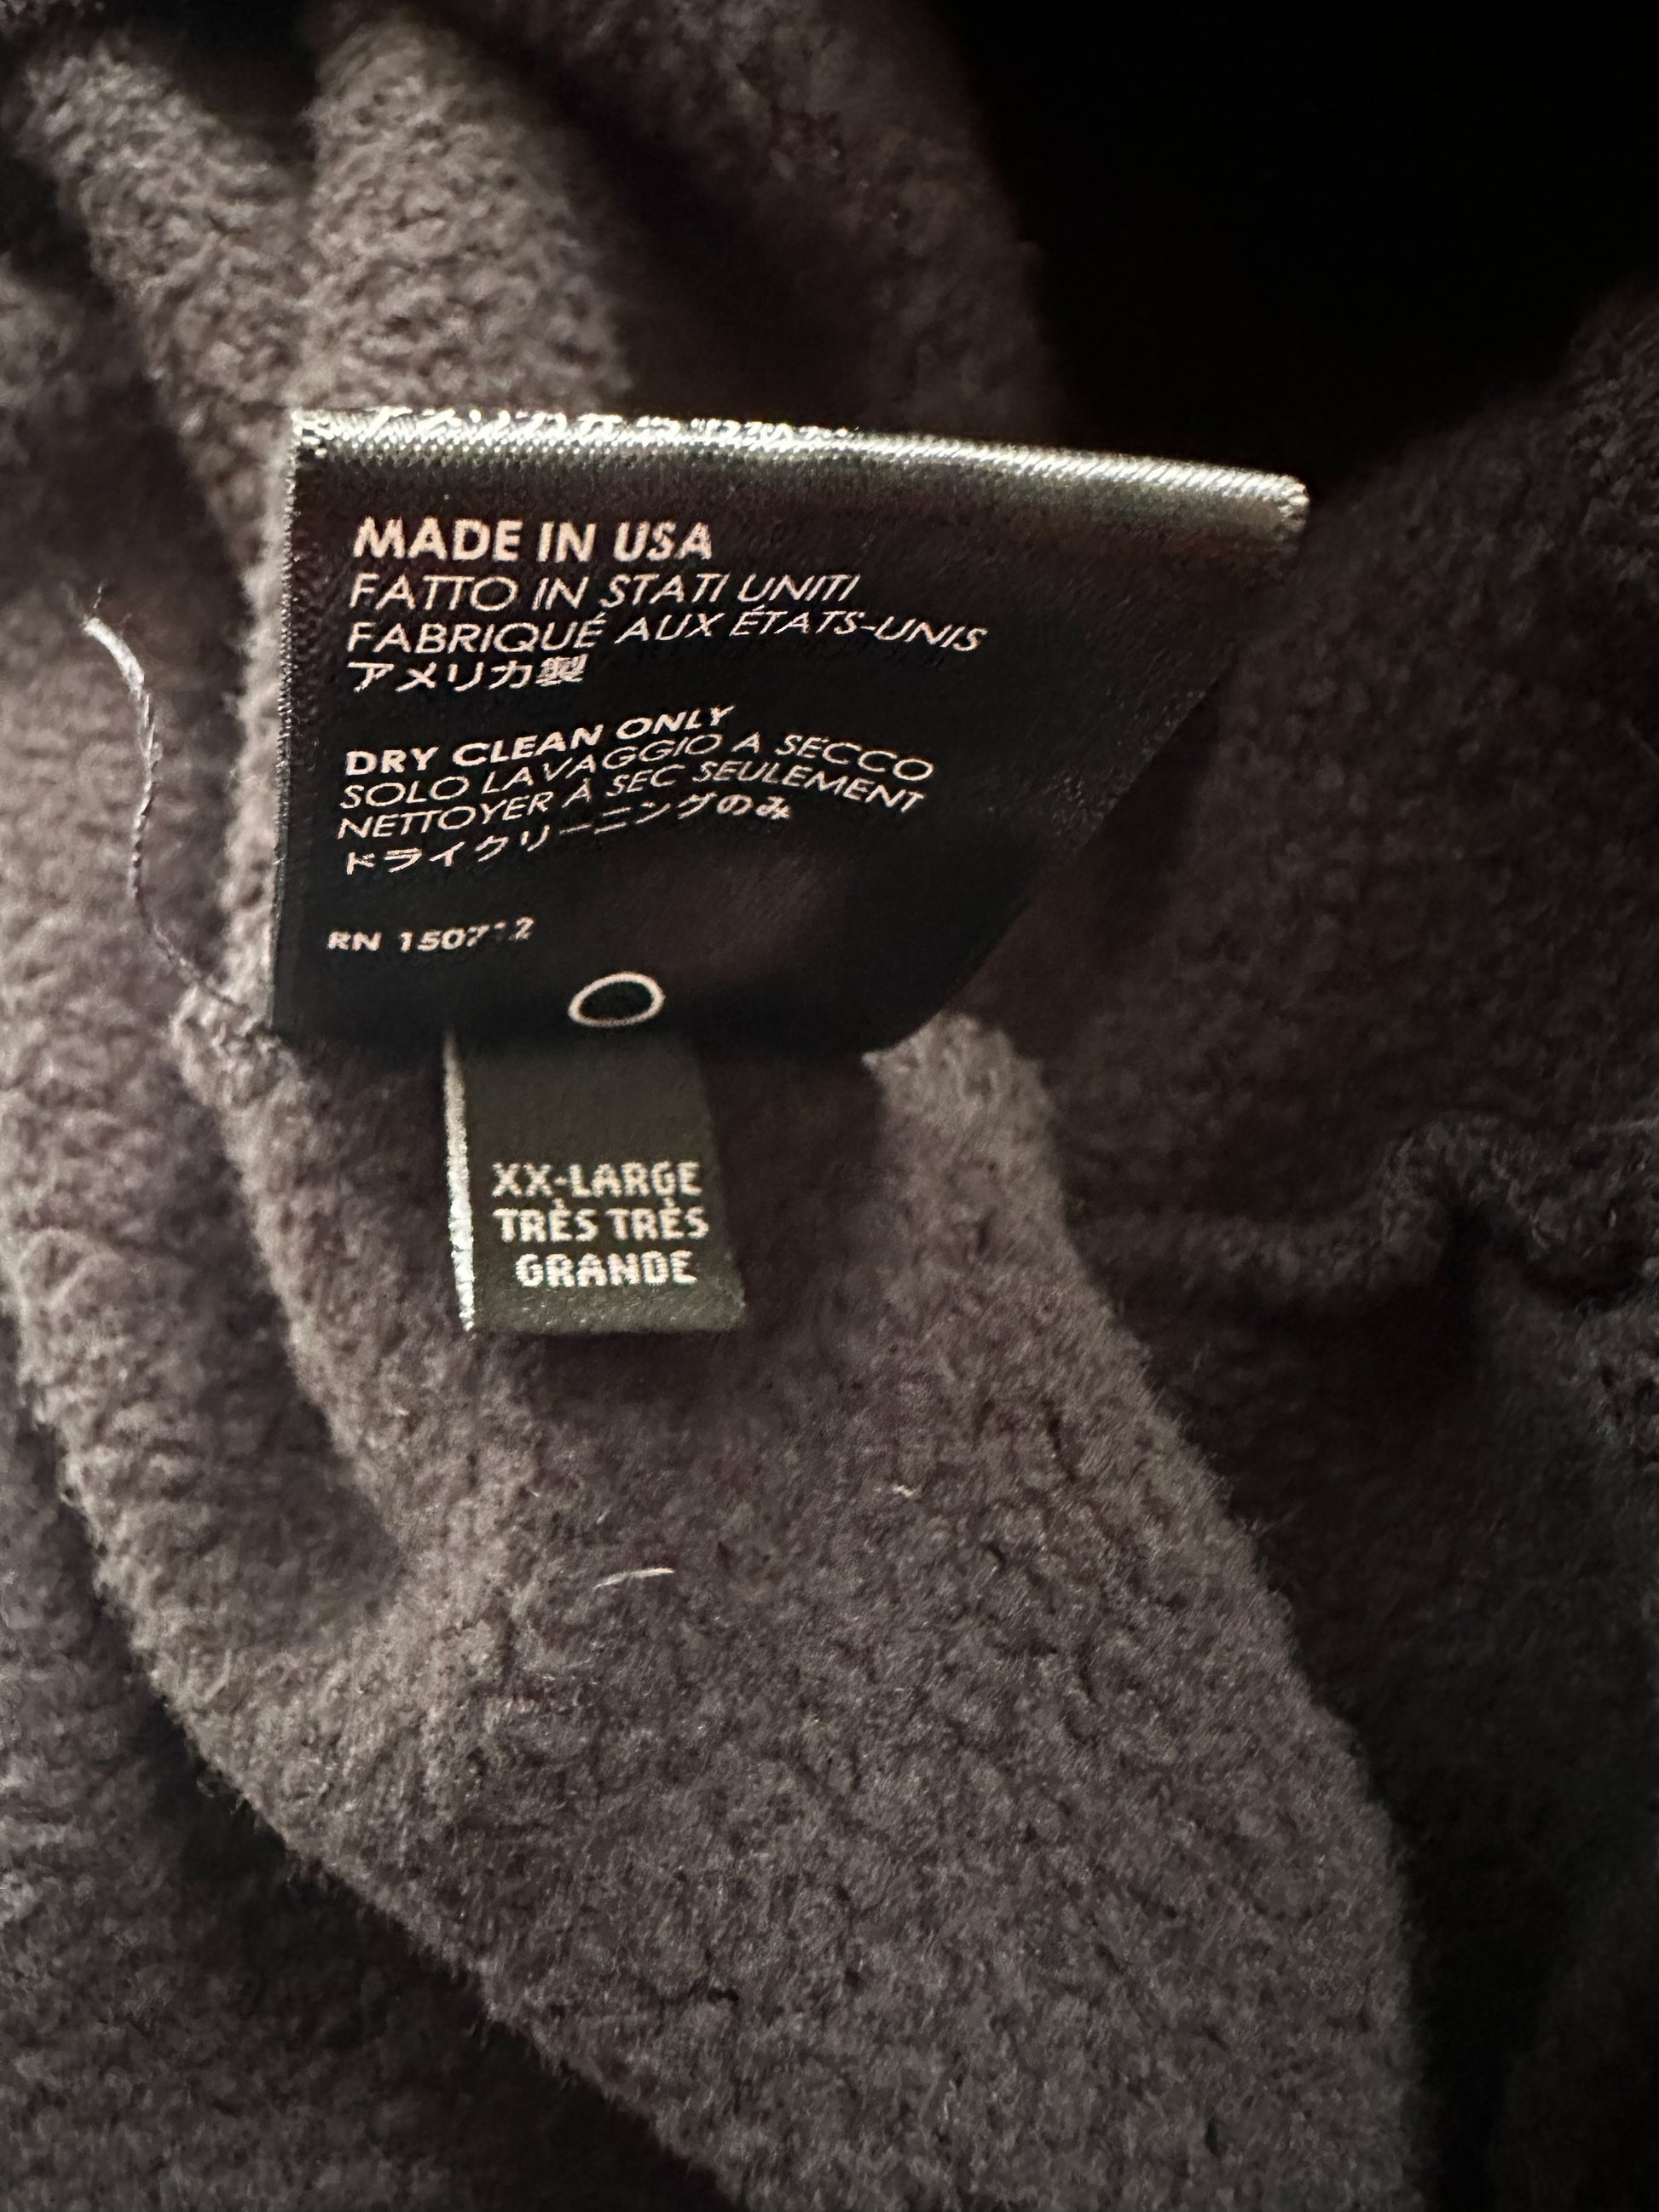 MADE IN USA
FATTO IN STATI UNITI
FABRIQUÉ AUX ÉTATS-UNIS
アメリカ製
DRY CLEAN ONLY
SOLO LAVAGGIO A SECCO
NETTOYER À SEC SEULEMENT
ドライクリーニングのみ
RN
XX-LARGE
TRÈS TRÈS
GRANDE